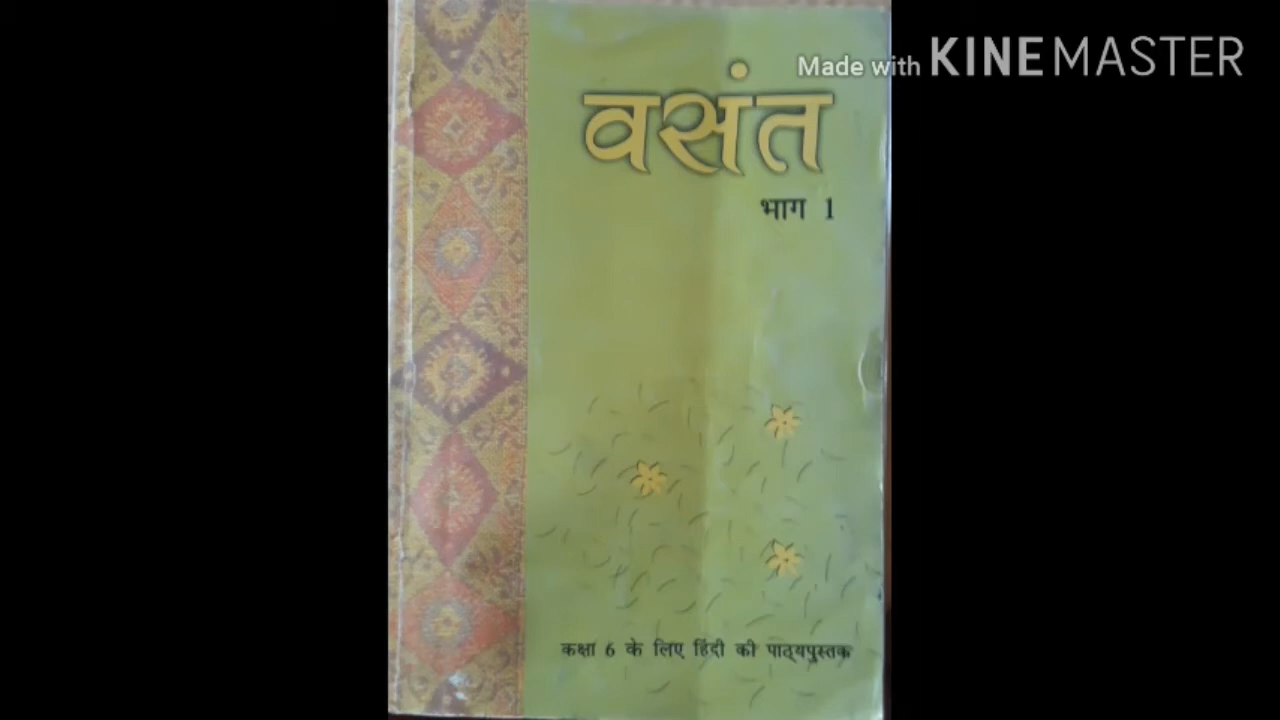 Made with KINEMASTER
वसंत
भाग 1
कक्षा 6 के लिए हिंदी की पाठ्यपुस्तक